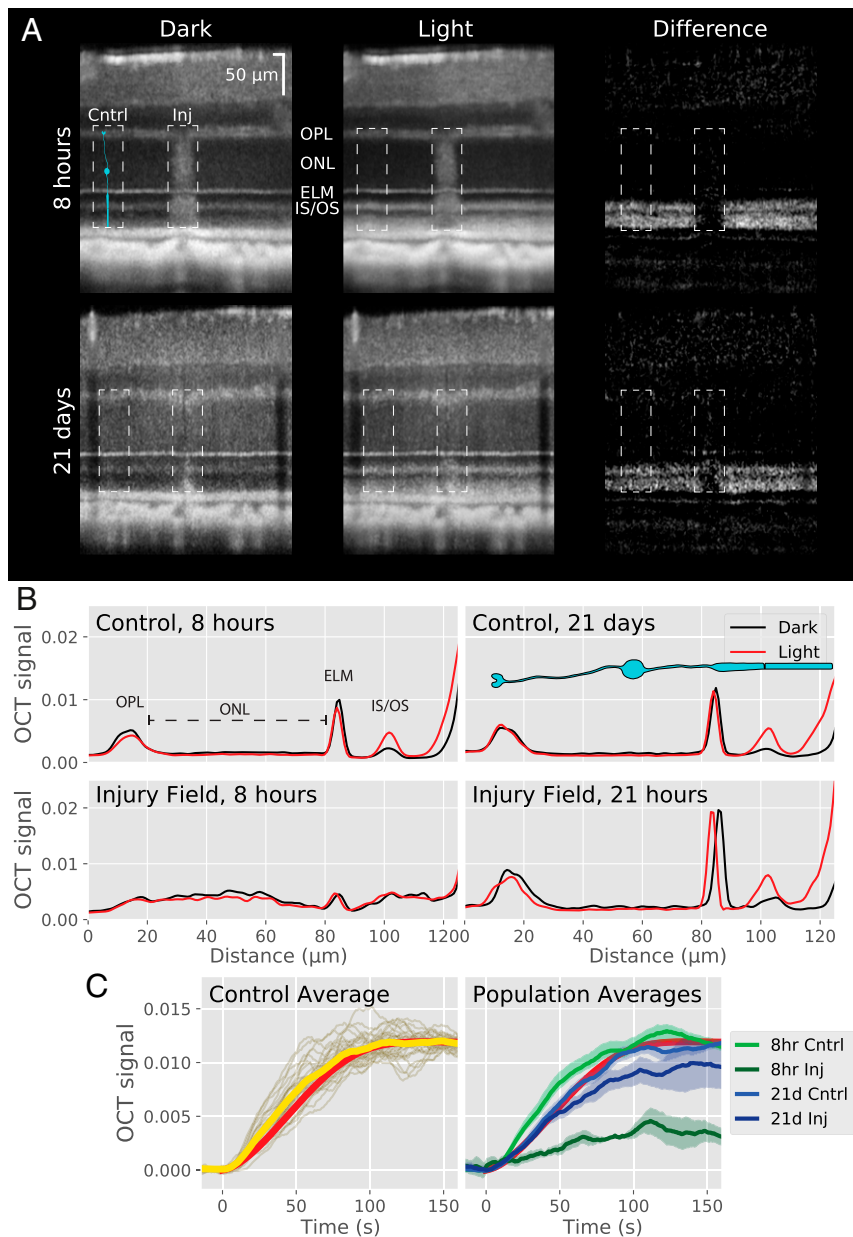 A
Dark
Light
Difference
50 µm
Cntrl
Inj
8 hours
OPL
ONL
ELM
IS/OS
21 days
B
Control, 8 hours
Control, 21 days
Dark
Light
OCT signal
0.02
0.01
0.00
OPL
ONL
ELM
IS/OS
Injury Field, 8 hours
Injury Field, 21 hours
OCT signal
0.02
0.01
0.00
0 20 40 60 80 100 120 0 20 40 60 80 100 120
Distance (µm)
Distance (µm)
C
Control Average
Population Averages
OCT signal
0.015
0.010
0.005
0.000
0 50 100 150
0 50 100 150
Time (s)
Time (s)
8hr Cntrl
8hr Inj
21d Cntrl
21d Inj